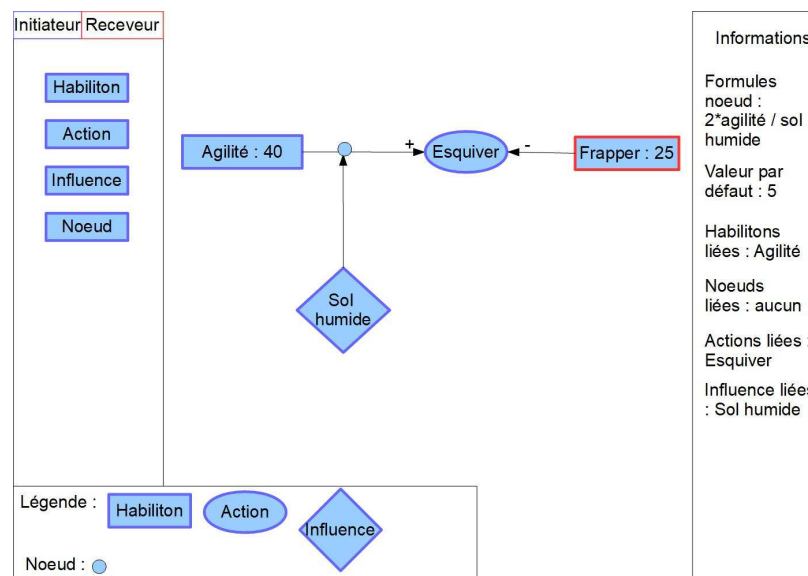 Initiateur Receveur
Habiliton
Action
Influence
Noeud
Agilité : 40
+
Esquiver
-
Frapper : 25
Sol
humide
Informations
Formules
noeud :
2*agilité / sol
humide
Valeur par
défaut : 5
Habilitons
liées : Agilité
Noeuds
liées : aucun
Actions liées :
Esquiver
Influence liées
: Sol humide
Légende :
Habiliton
Action
Influence
Noeud :